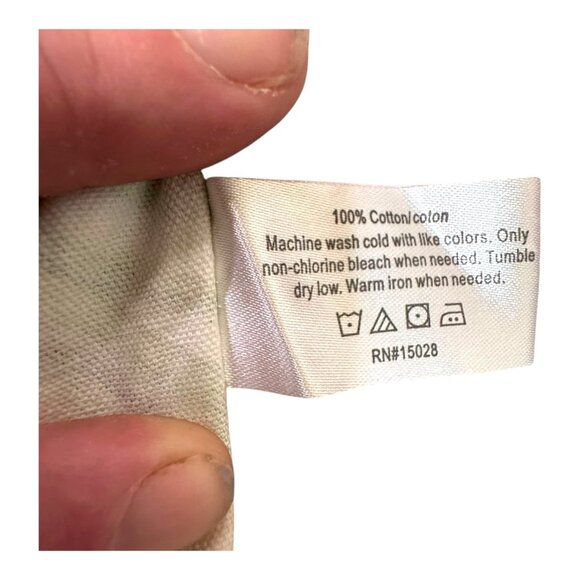 100% Cotton/coton
Machine wash cold with like colors. Only
non-chlorine bleach when needed. Tumble
dry low. Warm iron when needed.
RN#15028